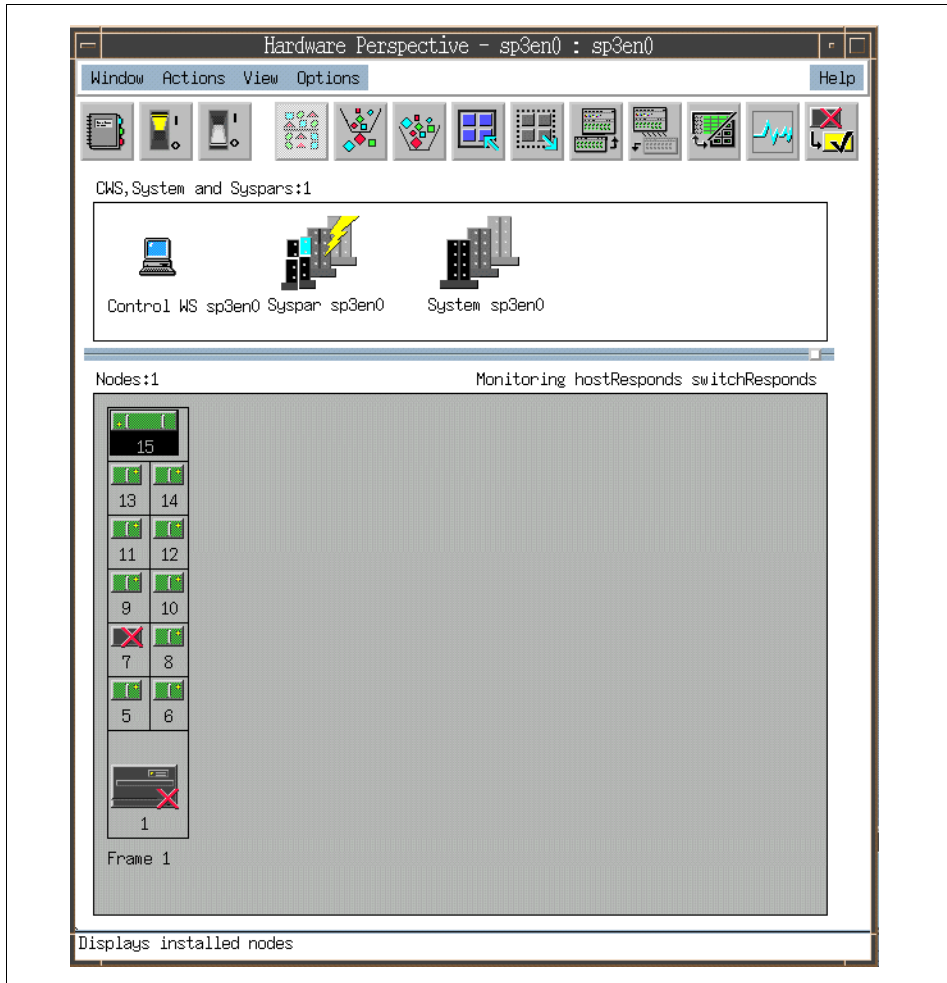 Hardware Perspective - sp3en0 : sp3en0
Window Actions View Options Help
CWS,System and Syspars:1
Control WS sp3en0 Syspar sp3en0 System sp3en0
Nodes:1 Monitoring hostResponds switchResponds
15
13 14
11 12
9 10
7 8
5 6
1
Frame 1
Displays installed nodes